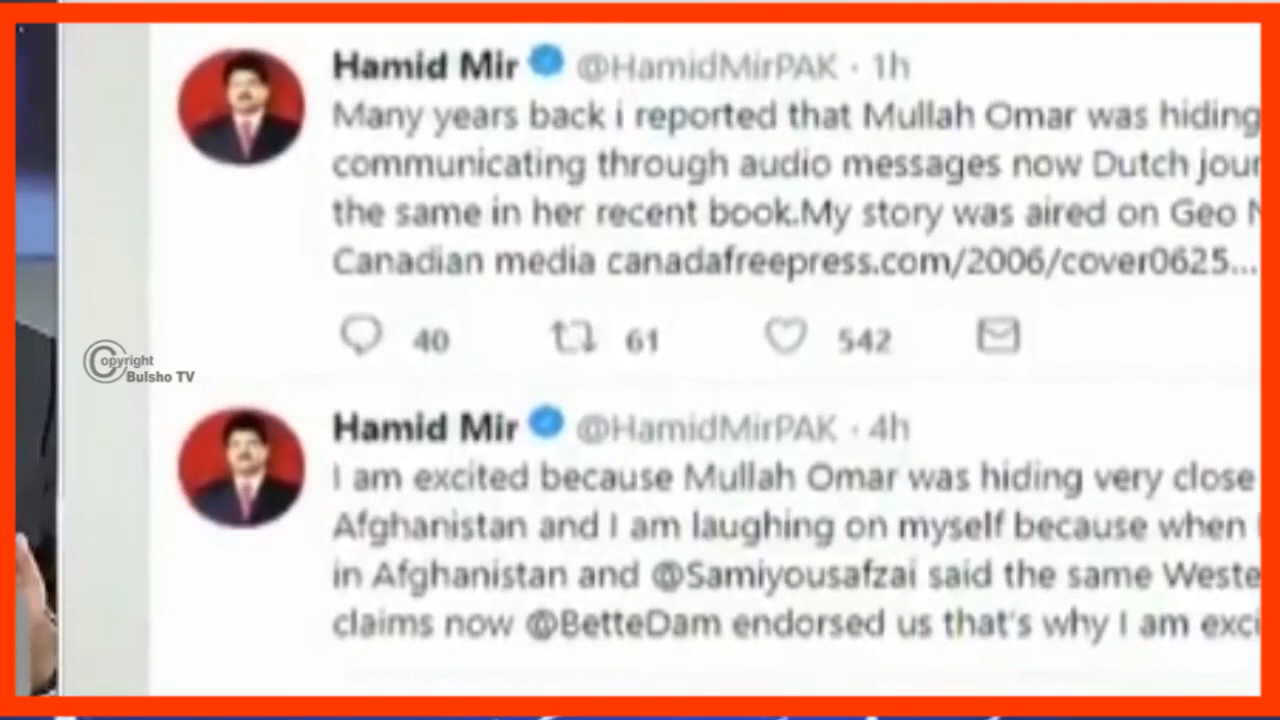 Hamid Mir @HamidMirPAK · 1h
Many years back i reported that Mullah Omar was hiding
communicating through audio messages now Dutch jour
the same in her recent book.My story was aired on Geo N
Canadian media canadafreepress.com/2006/cover0625...
40 61 542
Copyright
Bulsho TV
Hamid Mir @HamidMirPAK · 4h
I am excited because Mullah Omar was hiding very close
Afghanistan and I am laughing on myself because when
in Afghanistan and @Samiyousafzai said the same Weste
claims now @BetteDam endorsed us that's why I am exci